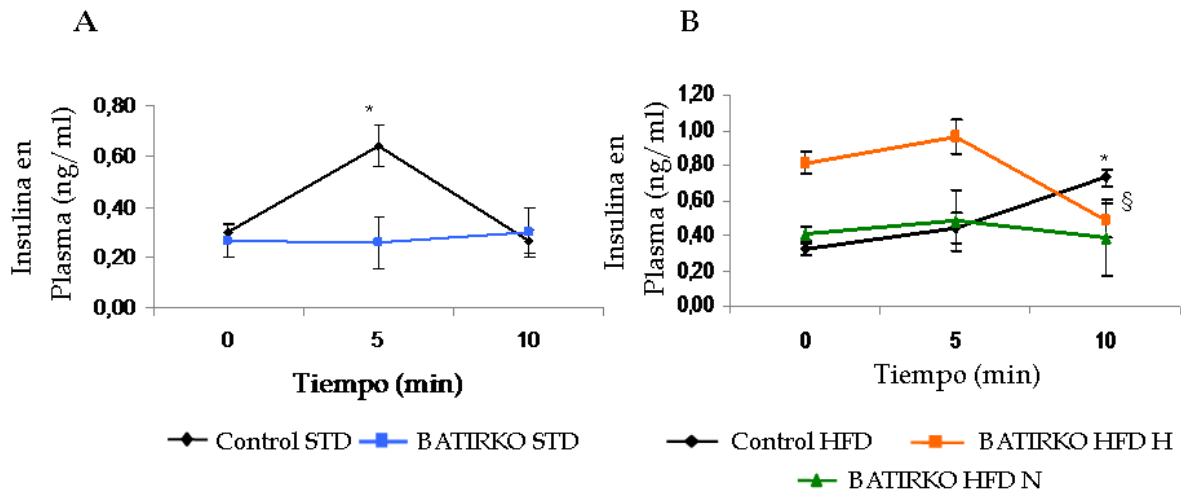 A
Insulina en
Plasma (ng/ml)
0,80
0,60
0,40
0,20
0,00
*
0
5
10
Tiempo (min)
Control STD
BATIRKO STD
B
Insulina en
Plasma (ng/ml)
1,20
1,00
0,80
0,60
0,40
0,20
0,00
*
§
0
5
10
Tiempo (min)
Control HFD
BATIRKO HFD H
BATIRKO HFD N